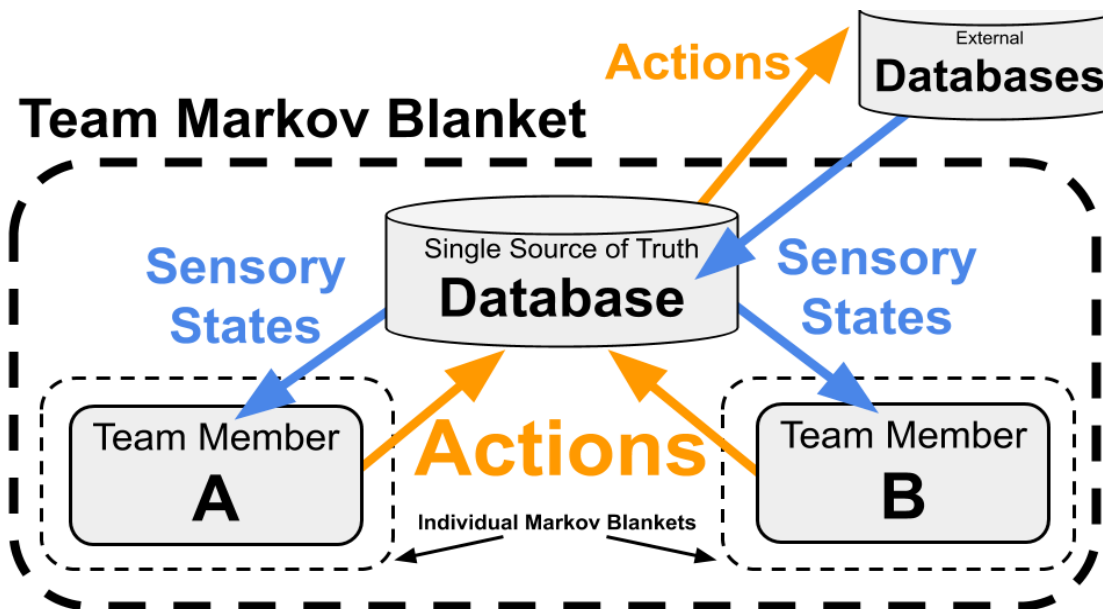 External
Databases
Actions
Team Markov Blanket
Single Source of Truth
Database
Sensory
States
Sensory
States
Team Member
A
Actions
Team Member
B
Individual Markov Blankets